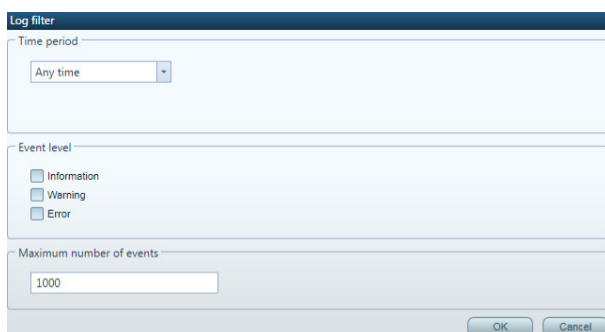 Log filter
Time period
Any time
Event level
Information
Warning
Error
Maximum number of events
1000
OK Cancel